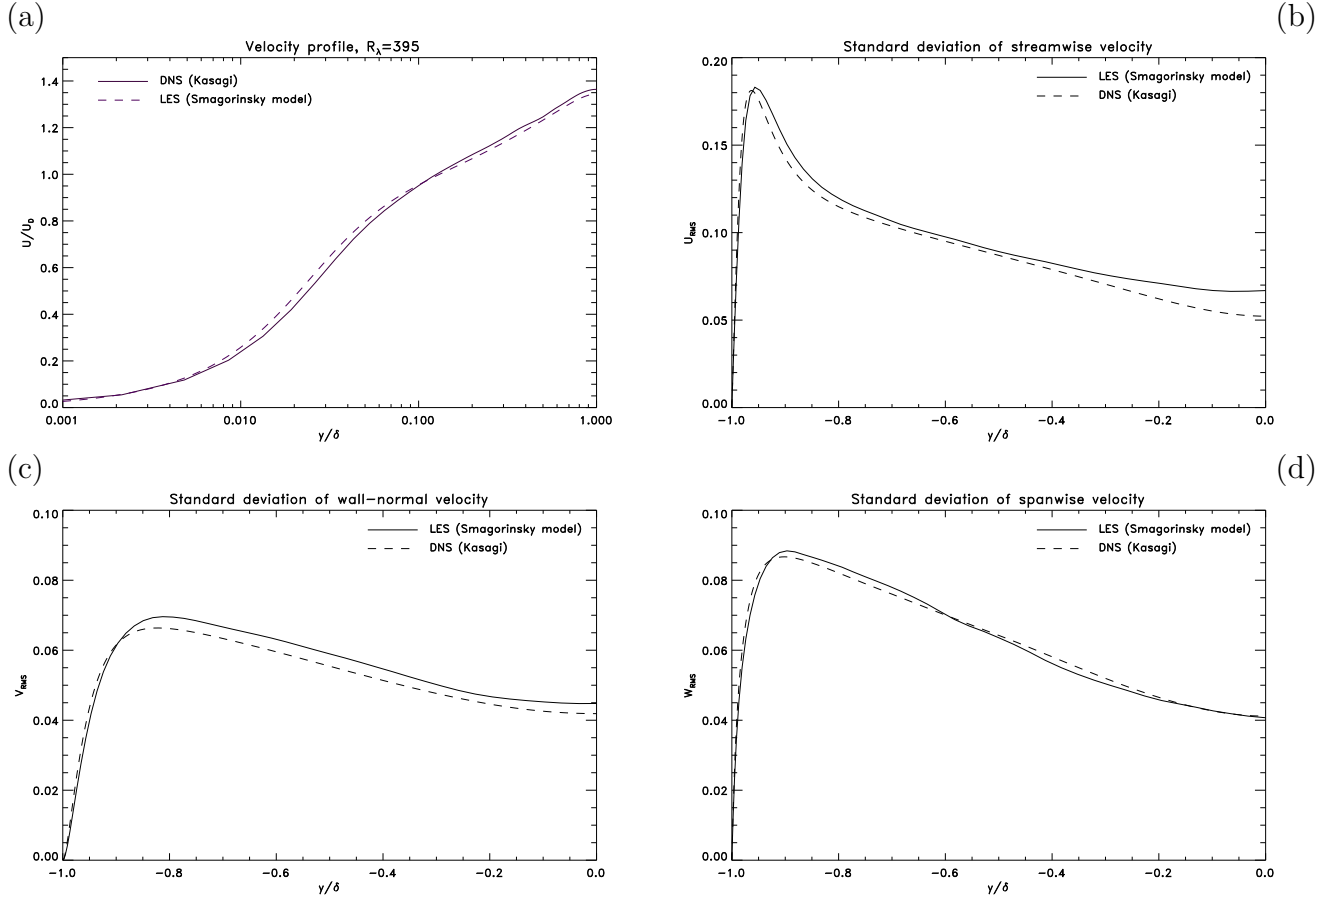 (a)
Velocity profile, Rλ=395
DNS (Kasagi)
LES (Smagorinsky model)
1.4
1.2
1.0
0.8
0.6
0.4
0.2
0.0
U/U₀
0.001
0.010
0.100
1.000
y/δ
(b)
Standard deviation of streamwise velocity
LES (Smagorinsky model)
DNS (Kasagi)
0.20
0.15
0.10
0.05
0.00
U_RMS
-1.0
-0.8
-0.6
-0.4
-0.2
0.0
y/δ
(c)
Standard deviation of wall-normal velocity
LES (Smagorinsky model)
DNS (Kasagi)
0.10
0.08
0.06
0.04
0.02
0.00
V_RMS
-1.0
-0.8
-0.6
-0.4
-0.2
0.0
y/δ
(d)
Standard deviation of spanwise velocity
LES (Smagorinsky model)
DNS (Kasagi)
0.10
0.08
0.06
0.04
0.02
0.00
W_RMS
-1.0
-0.8
-0.6
-0.4
-0.2
0.0
y/δ